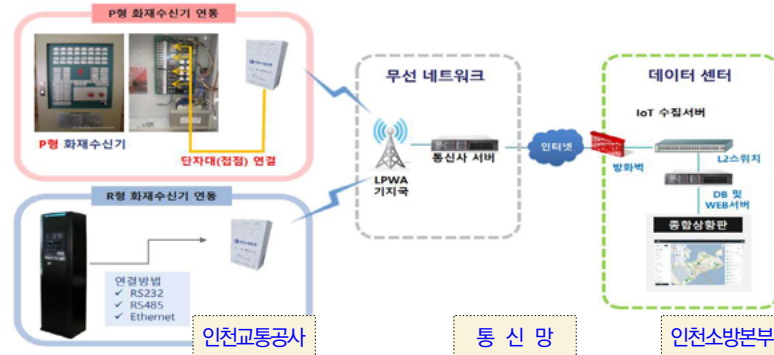 P형 화재수신기 연동
P형 화재수신기
단자대(접점) 연결
R형 화재수신기 연동
연결방법
✓ RS232
✓ RS485
✓ Ethernet
인천교통공사
무선 네트워크
LPWA
기지국
통신사 서버
통 신 망
인터넷
데이터 센터
IoT 수집서버
방화벽
L2스위치
DB 및
WEB서버
종합상황판
인천소방본부